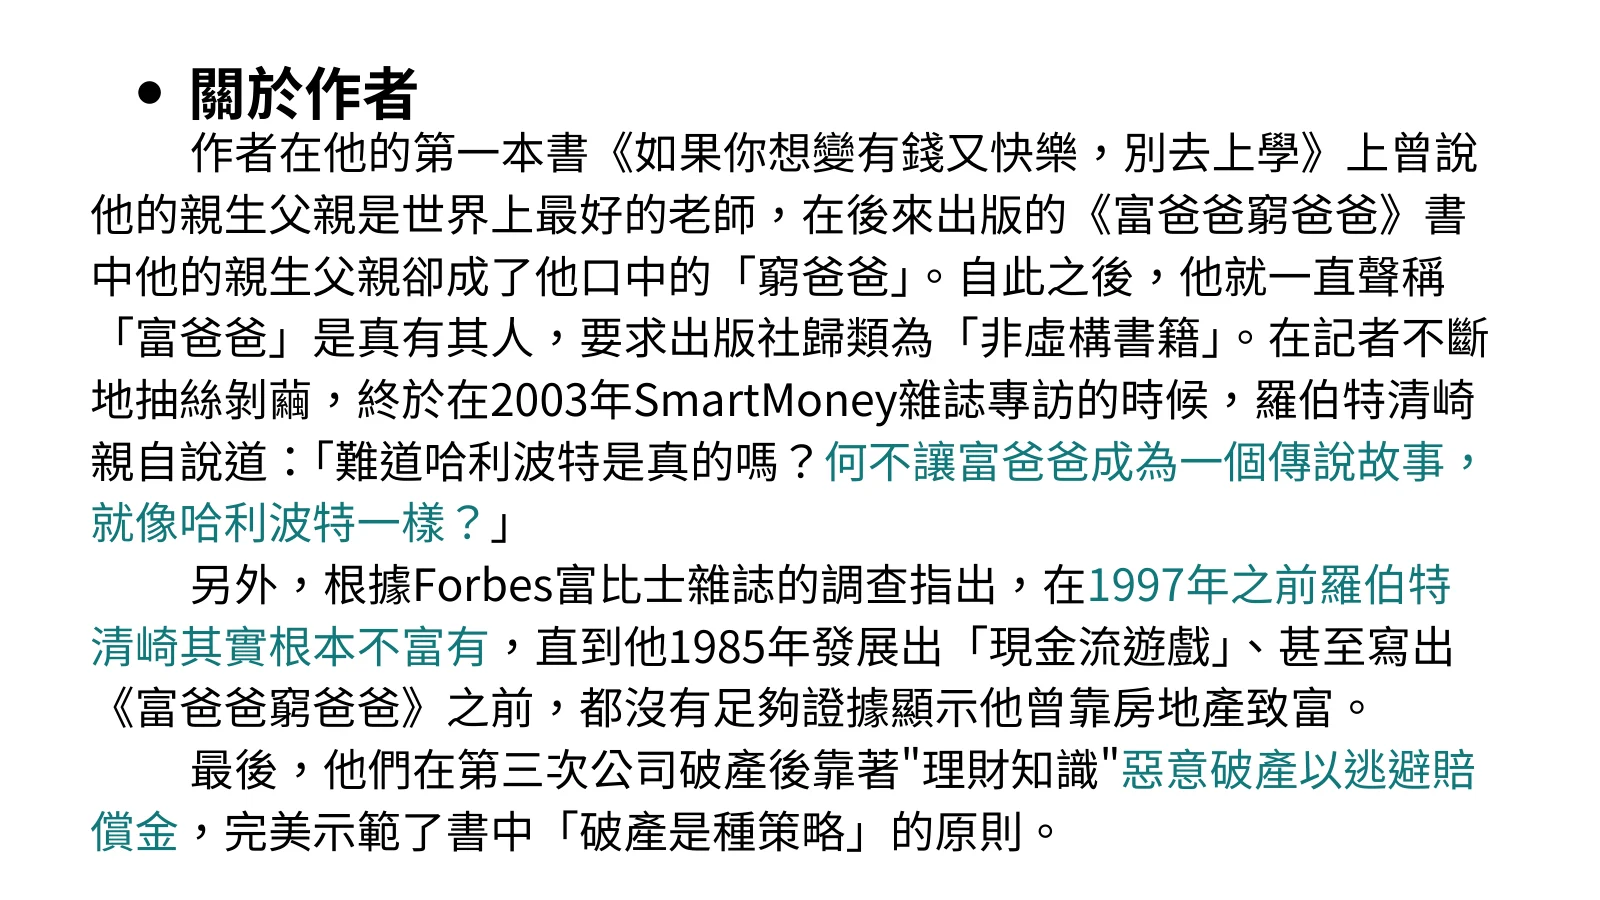 • 關於作者
作者在他的第一本書《如果你想變有錢又快樂，別去上學》上曾說
他的親生父親是世界上最好的老師，在後來出版的《富爸爸窮爸爸》書
中他的親生父親卻成了他口中的「窮爸爸」。自此之後，他就一直聲稱
「富爸爸」是真有其人，要求出版社歸類為「非虛構書籍」。在記者不斷
地抽絲剝繭，終於在2003年SmartMoney雜誌專訪的時候，羅伯特清崎
親自說道：「難道哈利波特是真的嗎？何不讓富爸爸成為一個傳說故事，
就像哈利波特一樣？」
另外，根據Forbes富比士雜誌的調查指出，在1997年之前羅伯特
清崎其實根本不富有，直到他1985年發展出「現金流遊戲」、甚至寫出
《富爸爸窮爸爸》之前，都沒有足夠證據顯示他曾靠房地產致富。
最後，他們在第三次公司破產後靠著"理財知識"惡意破產以逃避賠
償金，完美示範了書中「破產是種策略」的原則。